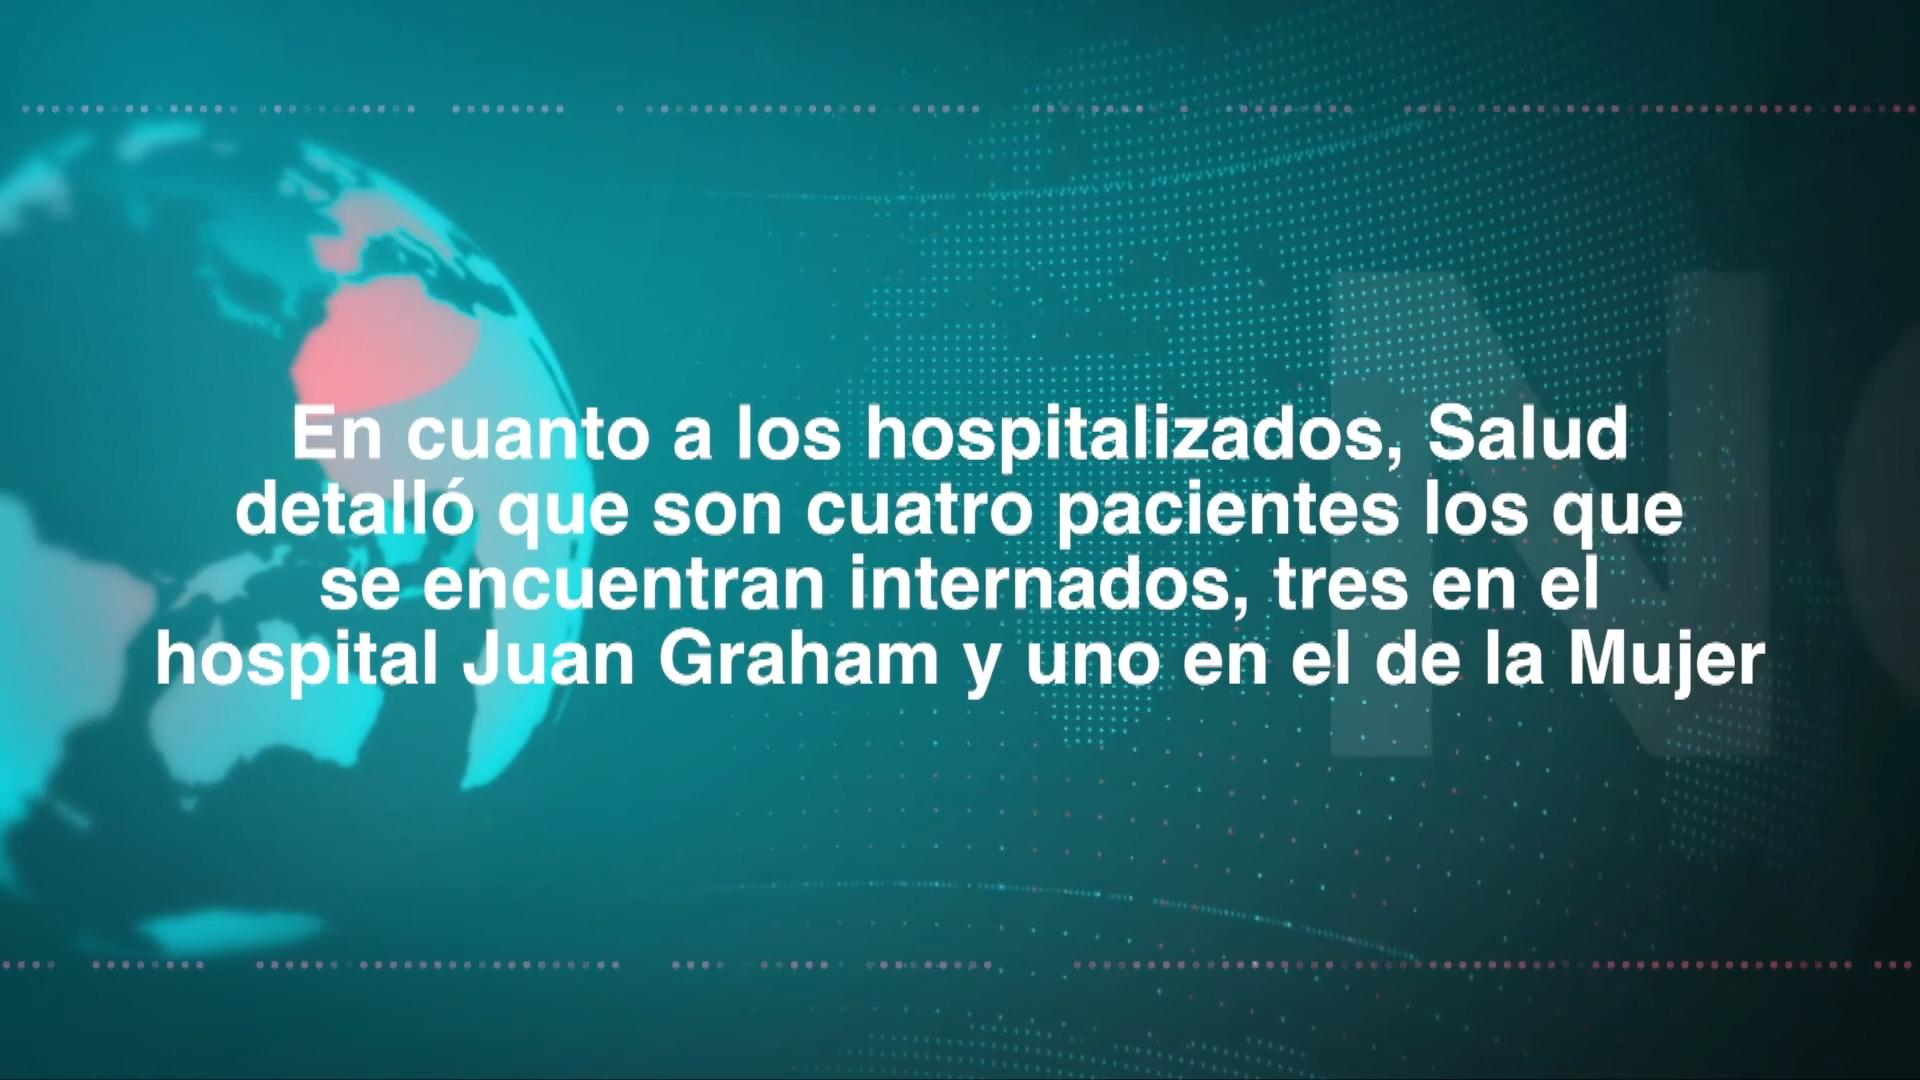 En cuanto a los hospitalizados, Salud
detalló que son cuatro pacientes los que
se encuentran internados, tres en el
hospital Juan Graham y uno en el de la Mujer
N